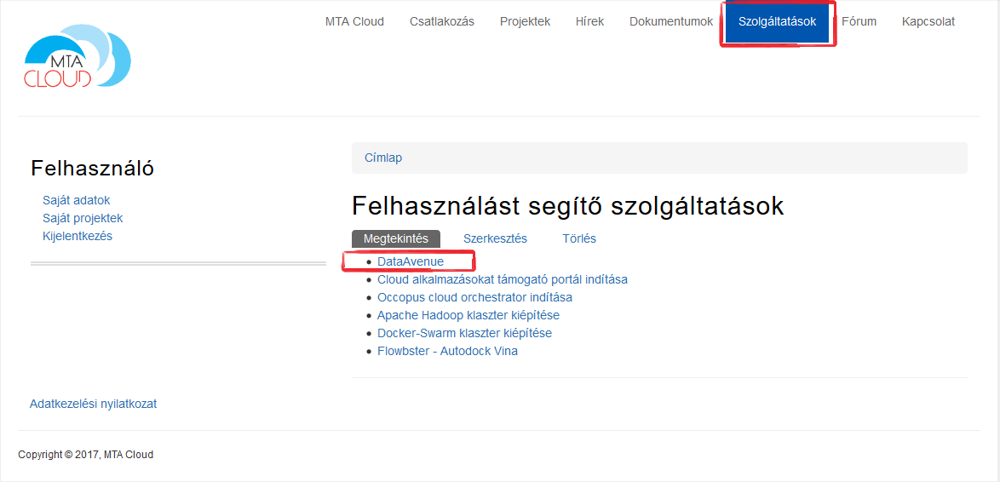 MTA Cloud Csatlakozás Projektek Hírek Dokumentumok Szolgáltatások Fórum Kapcsolat
MTA
CLOUD
Felhasználó
Saját adatok
Saját projektek
Kijelentkezés
Címlap
Felhasználást segítő szolgáltatások
Megtekintés Szerkesztés Törlés
DataAvenue
Cloud alkalmazásokat támogató portál indítása
Occopus cloud orchestrator indítása
Apache Hadoop klaszter kiépítése
Docker-Swarm klaszter kiépítése
Flowbster - Autodock Vina
Adatkezelési nyilatkozat
Copyright © 2017, MTA Cloud